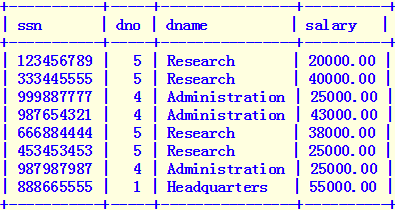 +-----------+-----+----------------+----------+
| ssn       | dno | dname          | salary   |
+-----------+-----+----------------+----------+
| 123456789 |   5 | Research       | 20000.00 |
| 333445555 |   5 | Research       | 40000.00 |
| 999887777 |   4 | Administration | 25000.00 |
| 987654321 |   4 | Administration | 43000.00 |
| 666884444 |   5 | Research       | 38000.00 |
| 453453453 |   5 | Research       | 25000.00 |
| 987987987 |   4 | Administration | 25000.00 |
| 888665555 |   1 | Headquarters   | 55000.00 |
+-----------+-----+----------------+----------+